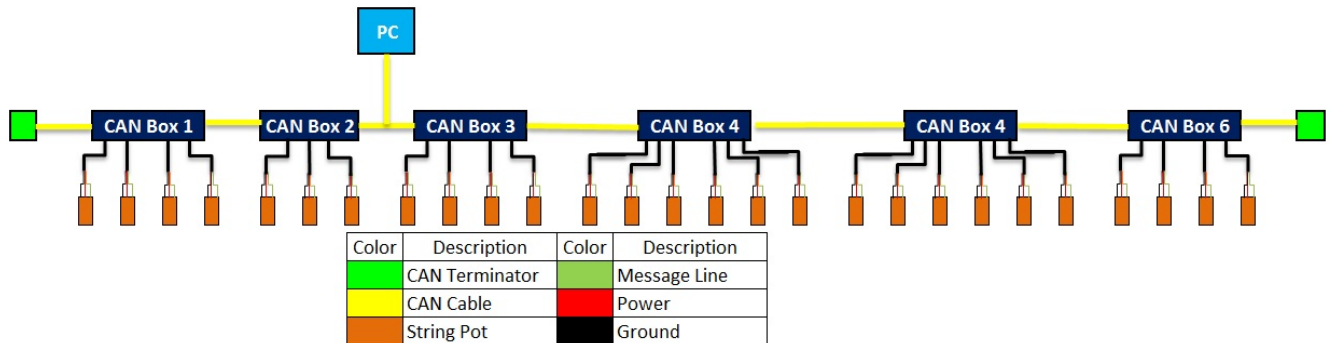 PC
CAN Box 1
CAN Box 2
CAN Box 3
CAN Box 4
CAN Box 4
CAN Box 6
Color Description Color Description
CAN Terminator Message Line
CAN Cable Power
String Pot Ground